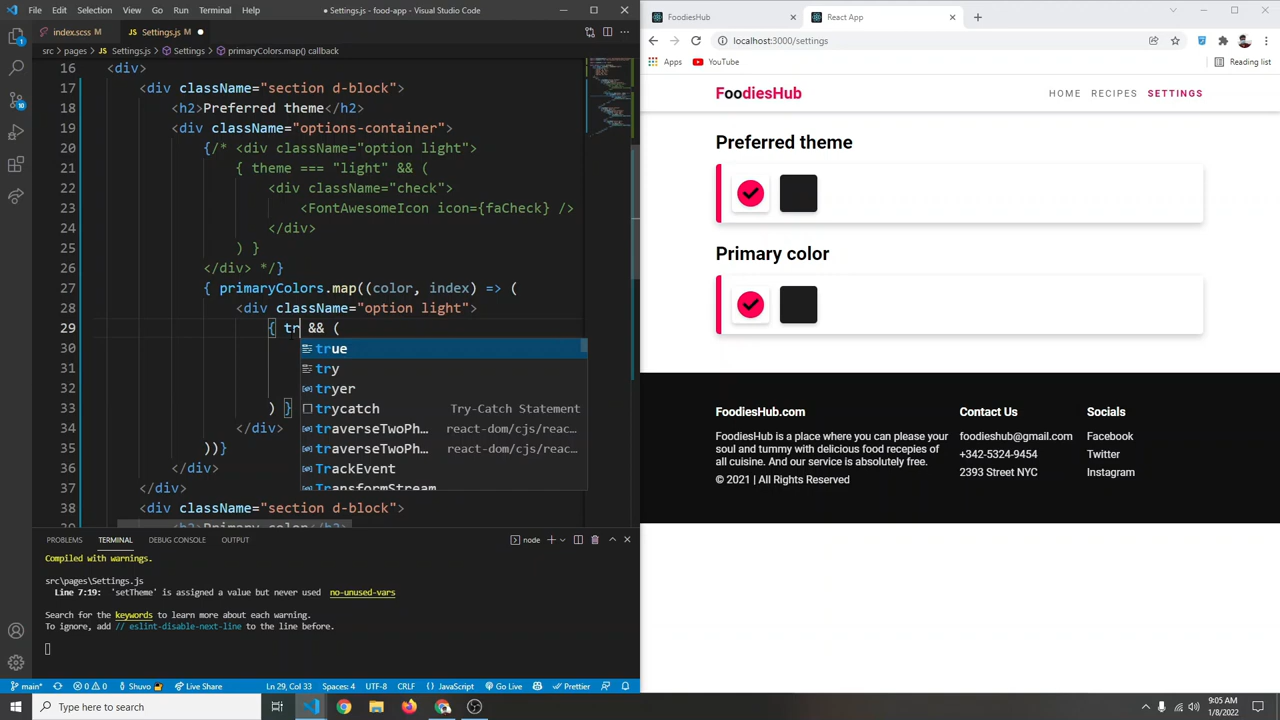 File Edit Selection View Go Run Terminal Help
● Settings.js - food-app - Visual Studio Code
index.scss M
Settings.js M ●
src > pages > Settings.js > Settings > primaryColors.map() callback
16 <div>
17 <div className="section d-block">
18 <h2>Preferred theme</h2>
19 <div className="options-container">
20 {/* <div className="option light">
21 { theme === "light" && (
22 <div className="check">
23 <FontAwesomeIcon icon={faCheck} />
24 </div>
25 ) }
26 </div> */}
27 { primaryColors.map((color, index) => (
28 <div className="option light">
29 { tr && (
30
31
32
33 ) }
34 </div>
35 ))}
36 </div>
37 </div>
38 <div className="section d-block">
39 <h2>Primary color</h2>
true
try
tryer
trycatch Try-Catch Statement
traverseTwoPh… react-dom/cjs/reac…
traverseTwoPh… react-dom/cjs/reac…
TrackEvent
TransformStream
PROBLEMS TERMINAL DEBUG CONSOLE OUTPUT
node
Compiled with warnings.
src\pages\Settings.js
Line 7:19: 'setTheme' is assigned a value but never used no-unused-vars
Search for the keywords to learn more about each warning.
To ignore, add // eslint-disable-next-line to the line before.
main* 0 0 Shuvo Live Share Ln 29, Col 33 Spaces: 4 UTF-8 CRLF JavaScript Go Live Prettier
FoodiesHub
React App
localhost:3000/settings
Apps YouTube Reading list
FoodiesHub
HOME RECIPES SETTINGS
Preferred theme
Primary color
FoodiesHub.com
FoodiesHub is a place where you can please your
soul and tummy with delicious food recepies of
all cuisine. And our service is absolutely free.
© 2021 | All Rights Reserved
Contact Us
foodieshub@gmail.com
+342-5324-9454
2393 Street NYC
Socials
Facebook
Twitter
Instagram
Type here to search
9:05 AM
1/8/2022